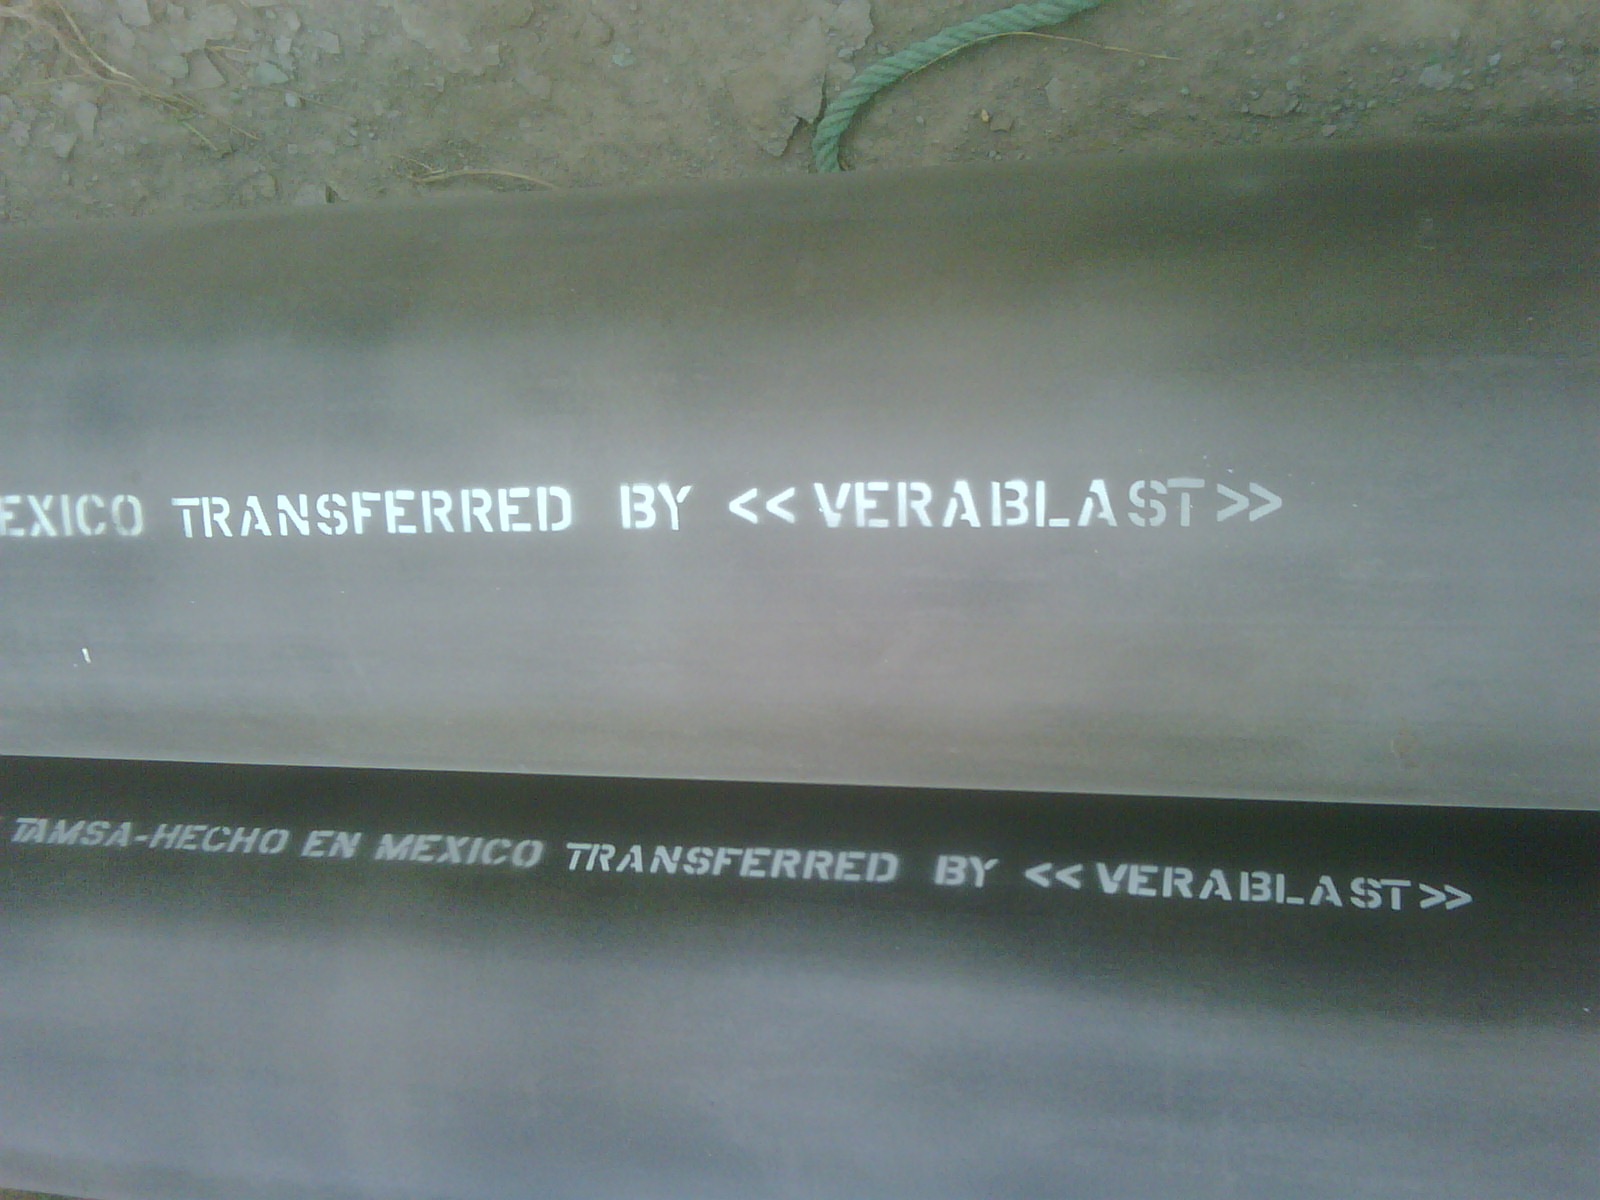 EXICO TRANSFERRED BY <<VERABLAST>>
TAMSA-HECHO EN MEXICO TRANSFERRED BY <<VERABLAST>>